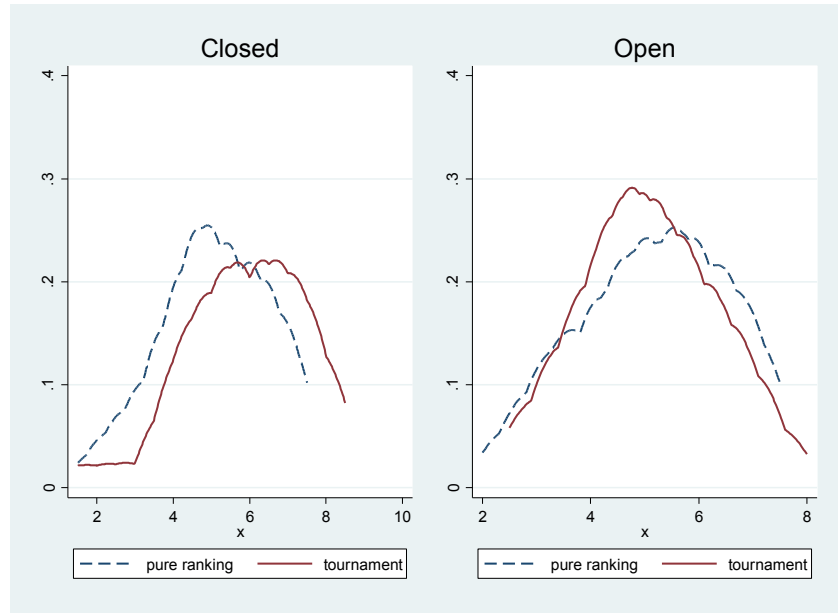 Closed
.4
.3
.2
.1
0
2 4 6 8 10
x
pure ranking tournament
Open
.4
.3
.2
.1
0
2 4 6 8
x
pure ranking tournament